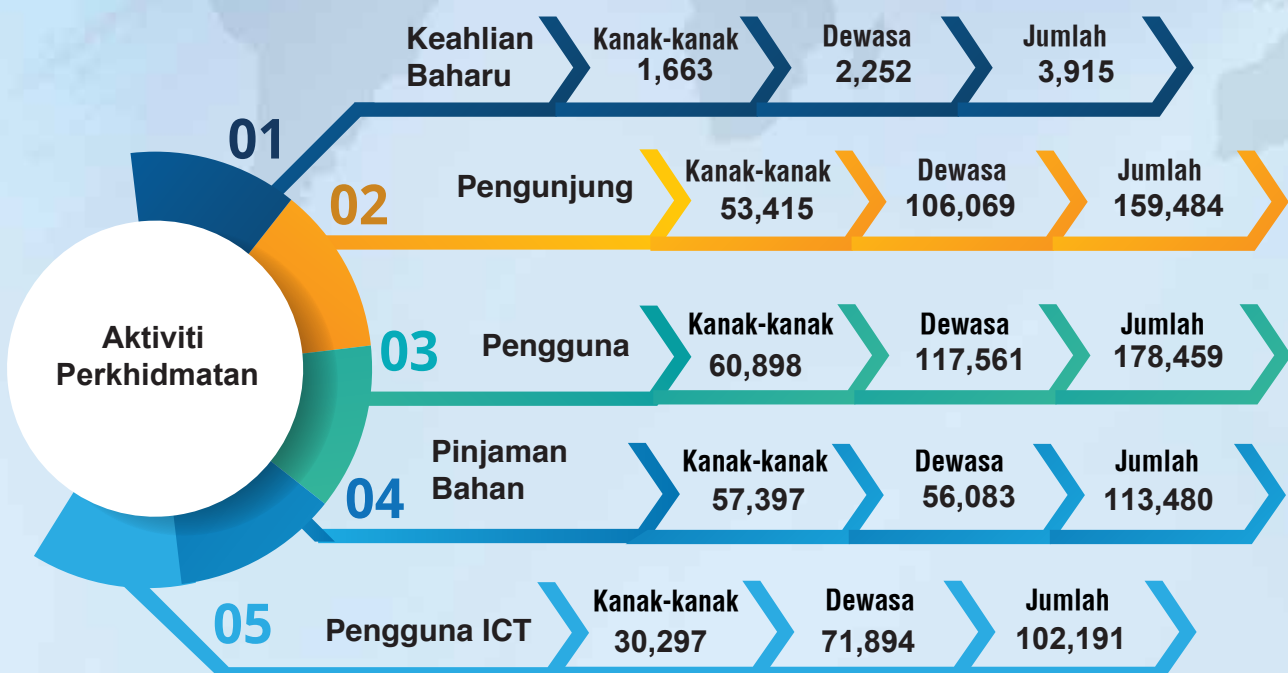 Aktiviti
Perkhidmatan
01
Keahlian
Baharu
Kanak-kanak
1,663
Dewasa
2,252
Jumlah
3,915
02
Pengunjung
Kanak-kanak
53,415
Dewasa
106,069
Jumlah
159,484
03
Pengguna
Kanak-kanak
60,898
Dewasa
117,561
Jumlah
178,459
04
Pinjaman
Bahan
Kanak-kanak
57,397
Dewasa
56,083
Jumlah
113,480
05
Pengguna ICT
Kanak-kanak
30,297
Dewasa
71,894
Jumlah
102,191